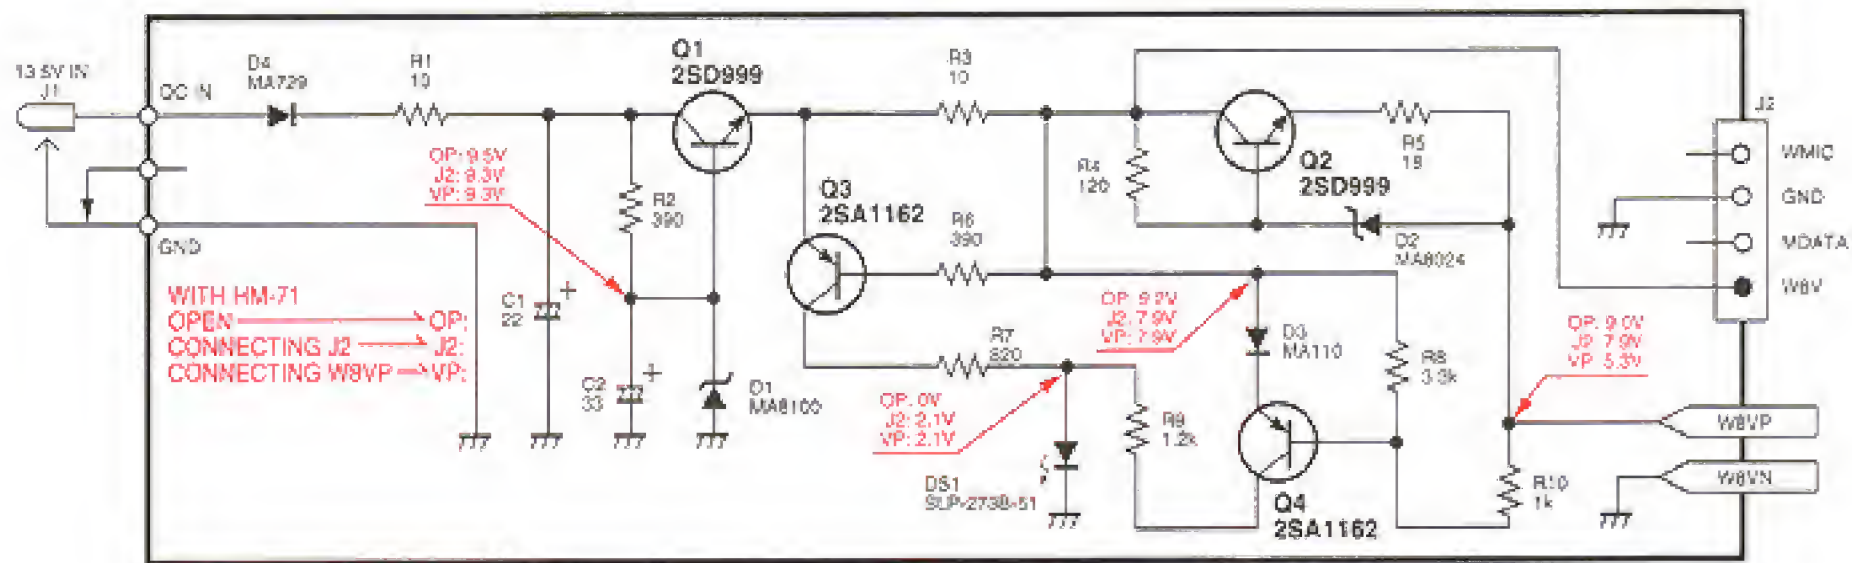 13.5V IN
J1
DC IN
GND
D4
MA729
R1
10
Q1
2SD999
R3
10
OP: 9.5V
J2: 9.3V
VP: 9.3V
R2
390
Q3
2SA1162
R6
390
R4
120
Q2
2SD999
R5
18
D2
MA8024
J2
WMIC
GND
MDATA
W8V
WITH HM-71
OPEN OP:
CONNECTING J2 J2:
CONNECTING W8VP VP:
C1
22
+
C2
33
+
D1
MA8100
R7
820
OP: 0V
J2: 2.1V
VP: 2.1V
DS1
SLP-273B-51
R9
1.2k
OP: 9.2V
J2: 7.9V
VP: 7.9V
D3
MA110
R8
3.3k
Q4
2SA1162
OP: 9.0V
J2: 7.9V
VP: 5.3V
R10
1k
W8VP
W8VN